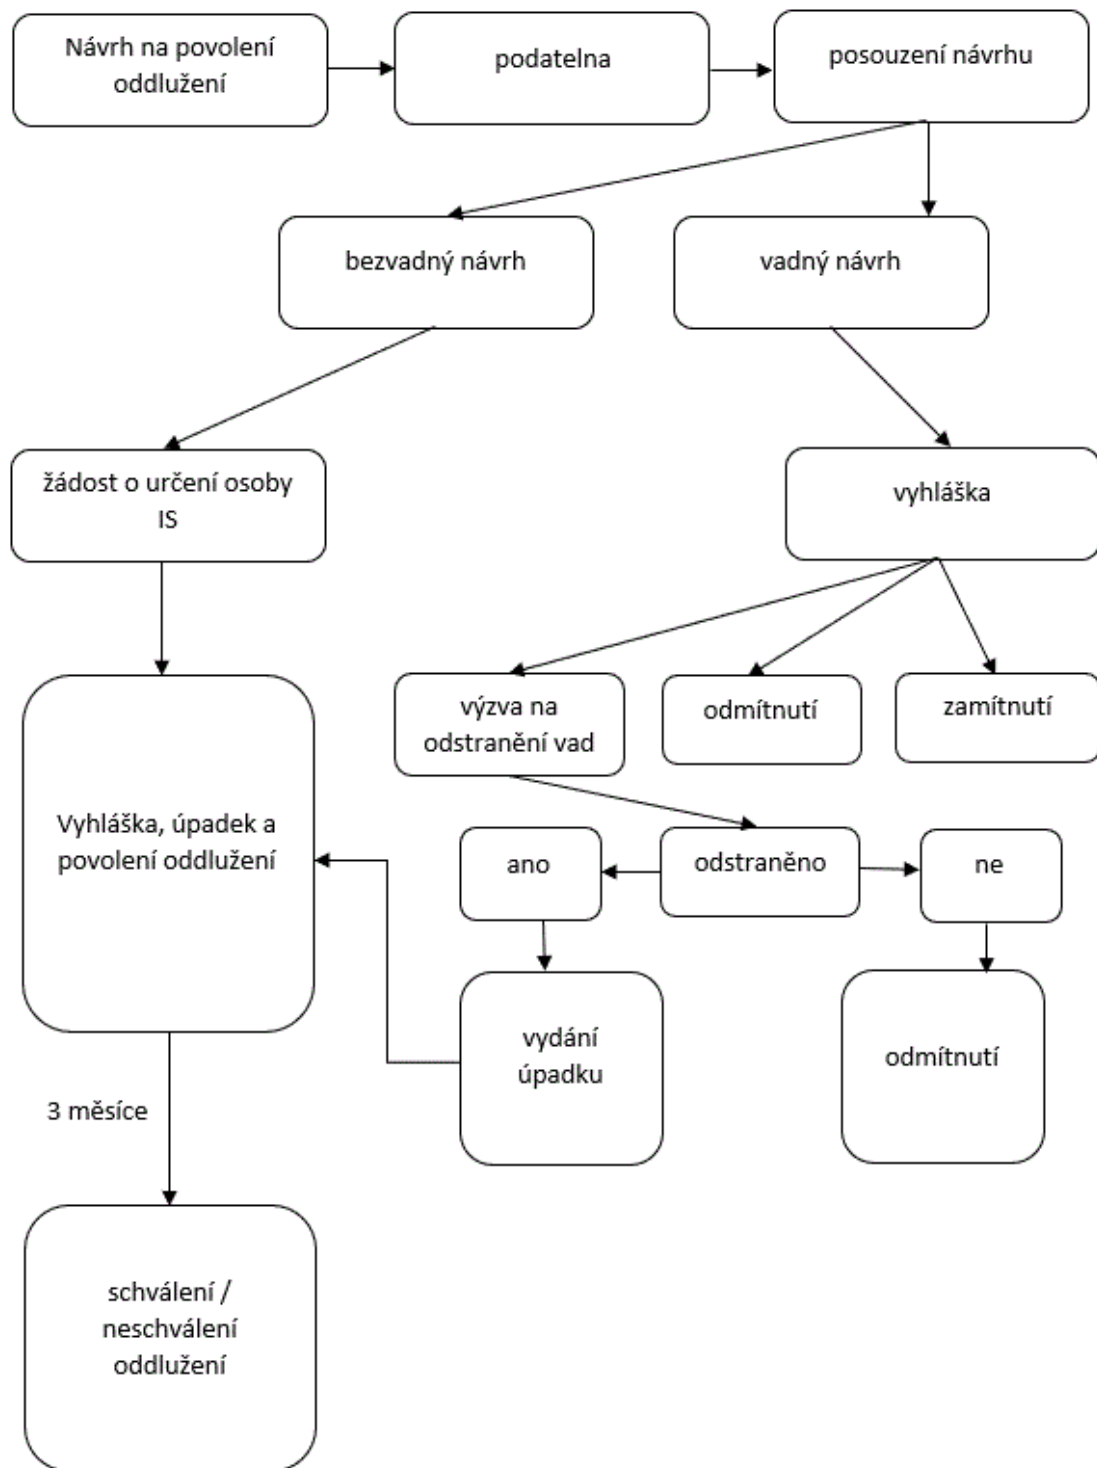 Návrh na povolení
oddlužení
podatelna
posouzení návrhu
bezvadný návrh
vadný návrh
žádost o určení osoby
IS
vyhláška
výzva na
odstranění vad
odmítnutí
zamítnutí
Vyhláška, úpadek a
povolení oddlužení
ano
odstraněno
ne
vydání
úpadku
odmítnutí
3 měsíce
schválení /
neschválení
oddlužení